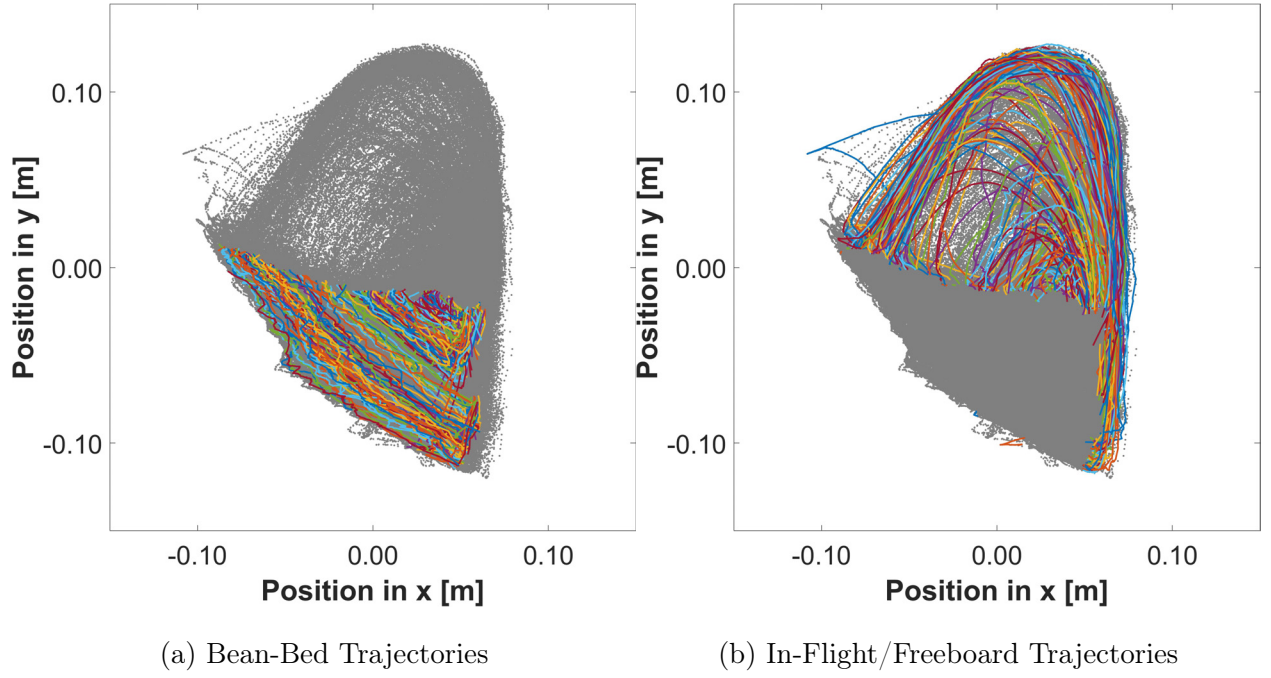 0.10
0.00
-0.10
Position in y [m]
-0.10 0.00 0.10
Position in x [m]
(a) Bean-Bed Trajectories
0.10
0.00
-0.10
Position in y [m]
-0.10 0.00 0.10
Position in x [m]
(b) In-Flight/Freeboard Trajectories